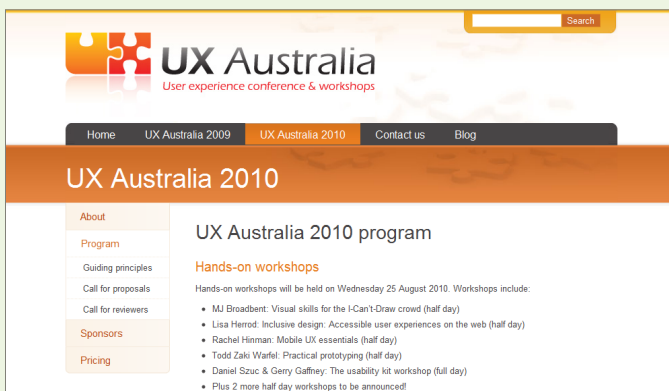 Search
UX Australia
User experience conference & workshops
Home UX Australia 2009 UX Australia 2010 Contact us Blog
UX Australia 2010
About
Program
Guiding principles
Call for proposals
Call for reviewers
Sponsors
Pricing
UX Australia 2010 program
Hands-on workshops
Hands-on workshops will be held on Wednesday 25 August 2010. Workshops include:
• MJ Broadbent: Visual skills for the I-Can't-Draw crowd (half day)
• Lisa Herrod: Inclusive design: Accessible user experiences on the web (half day)
• Rachel Hinman: Mobile UX essentials (half day)
• Todd Zaki Warfel: Practical prototyping (half day)
• Daniel Szuc & Gerry Gaffney: The usability kit workshop (full day)
• Plus 2 more half day workshops to be announced!